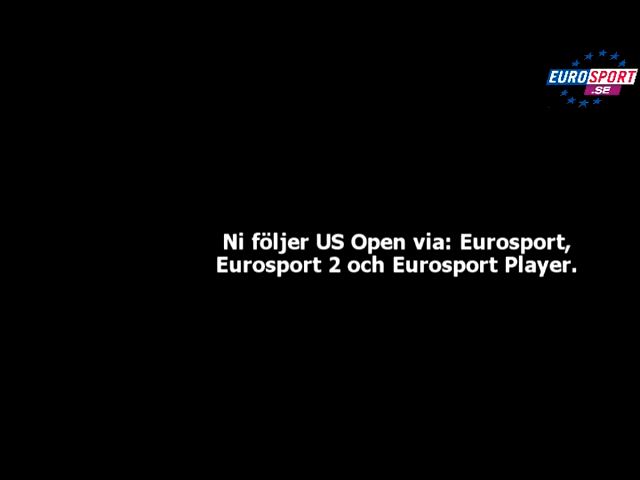 EUROSPORT
.SE
Ni följer US Open via: Eurosport,
Eurosport 2 och Eurosport Player.